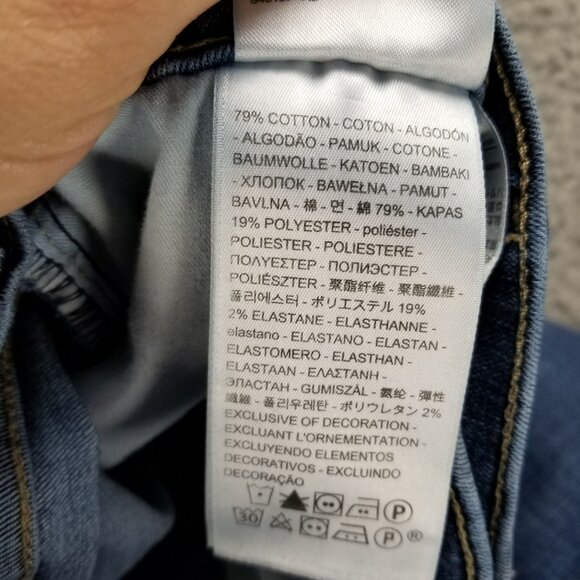 79% COTTON - COTON - ALGODÓN
- ALGODÃO - PAMUK - COTONE -
BAUMWOLLE - KATOEN - BAMBAKI
- ХЛОПОК - BAWEŁNA - PAMUT -
BAVLNA - 棉 - 면 - 綿 79% - KAPAS
19% POLYESTER - poliéster -
POLIESTER - POLIESTERE -
ΠΟΛΥΕΣΤΕΡ - ПОЛИЭСТЕР -
POLIÉSZTER - 聚酯纤维 - 聚酯纖維 -
폴리에스터 - ポリエステル 19%
2% ELASTANE - ELASTHANNE -
elastano - ELASTANO - ELASTAN -
ELASTOMERO - ELASTHAN -
ELASTAAN - ΕΛΑΣΤΑΝΗ -
ЭЛАСТАН - GUMISZÁL - 氨纶 - 彈性
纖維 - 폴리우레탄 - ポリウレタン 2%
EXCLUSIVE OF DECORATION -
EXCLUANT L'ORNEMENTATION -
EXCLUYENDO ELEMENTOS
DECORATIVOS - EXCLUINDO
DECORAÇÃO
P
30 P ®